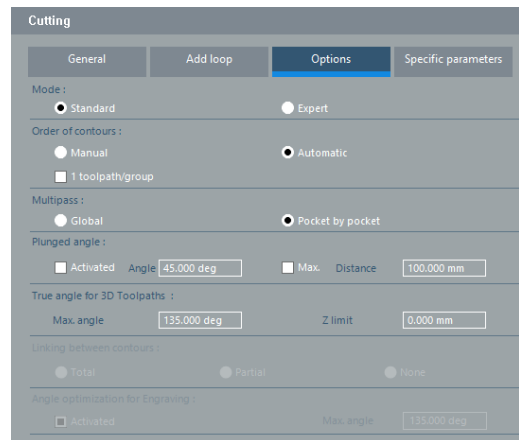 Cutting
General Add loop Options Specific parameters
Mode :
Standard Expert
Order of contours :
Manual Automatic
1 toolpath/group
Multipass :
Global Pocket by pocket
Plunged angle :
Activated Angle 45.000 deg Max. Distance 100.000 mm
True angle for 3D Toolpaths :
Max. angle 135.000 deg Z limit 0.000 mm
Linking between contours :
Total Partial None
Angle optimization for Engraving :
Activated Max. angle 135.000 deg